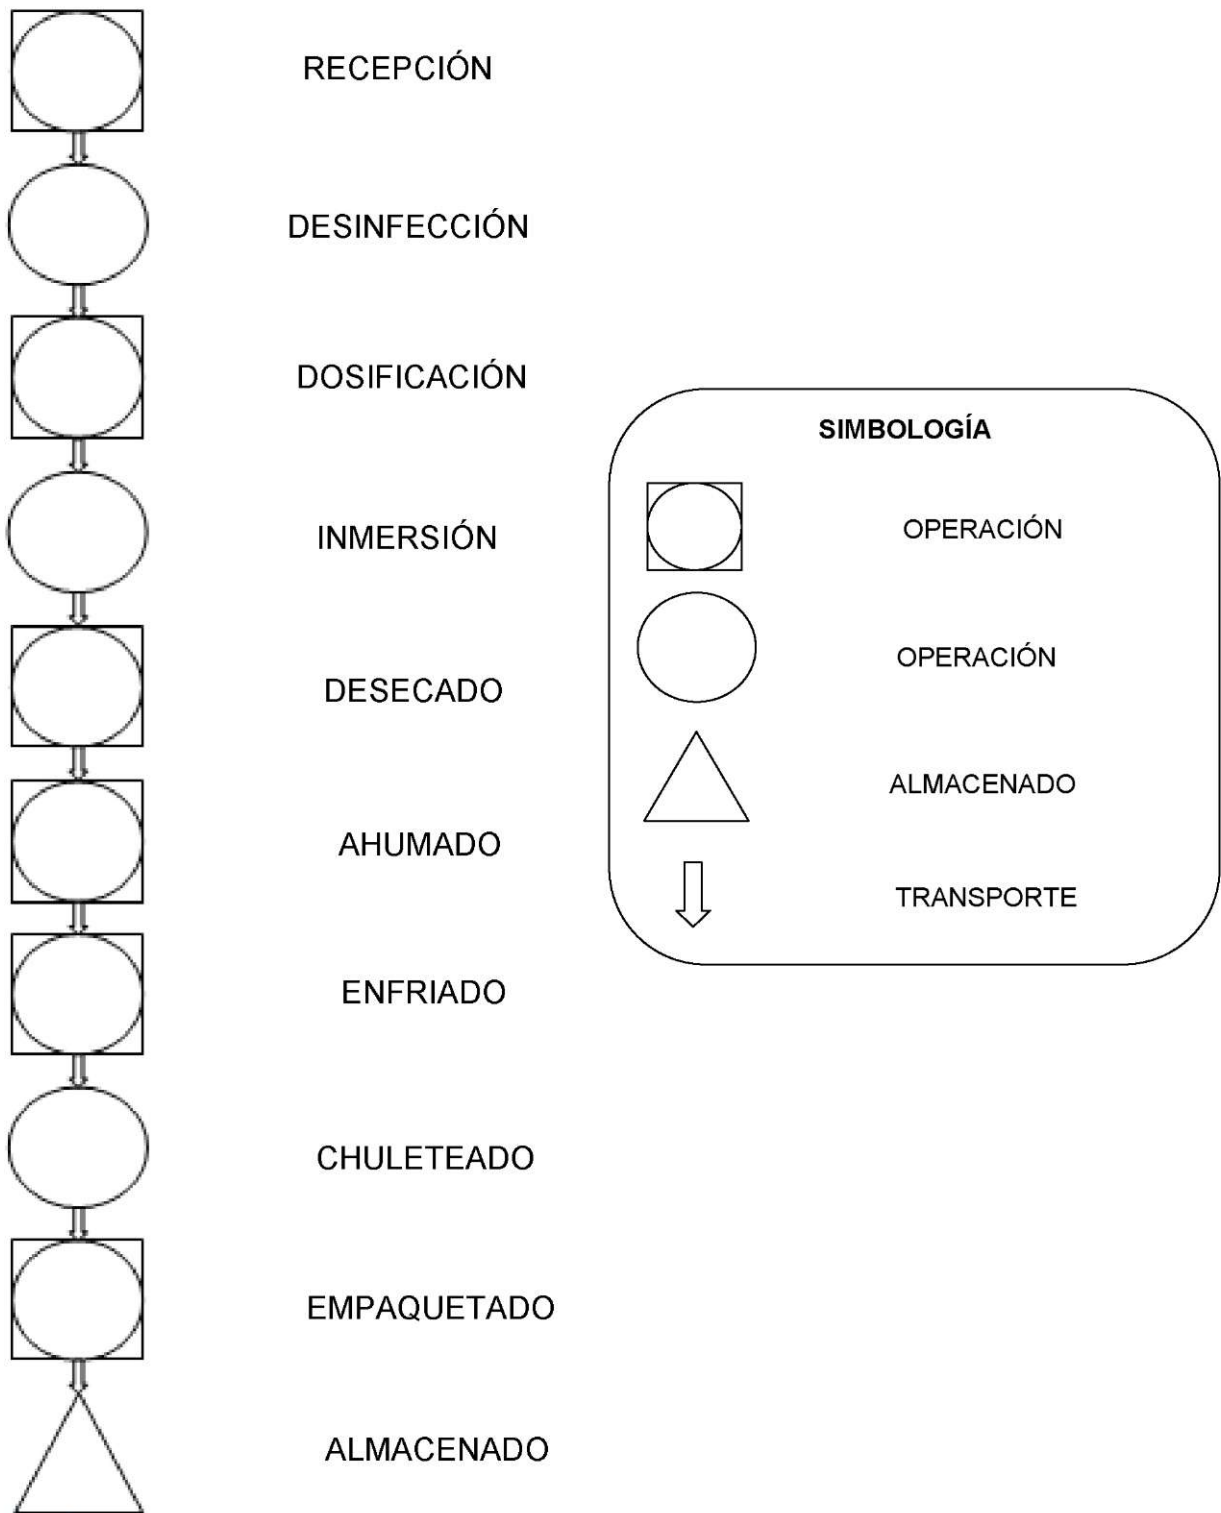 RECEPCIÓN
DESINFECCIÓN
DOSIFICACIÓN
INMERSIÓN
DESECADO
AHUMADO
ENFRIADO
CHULETEADO
EMPAQUETADO
ALMACENADO
SIMBOLOGÍA
OPERACIÓN
OPERACIÓN
ALMACENADO
TRANSPORTE